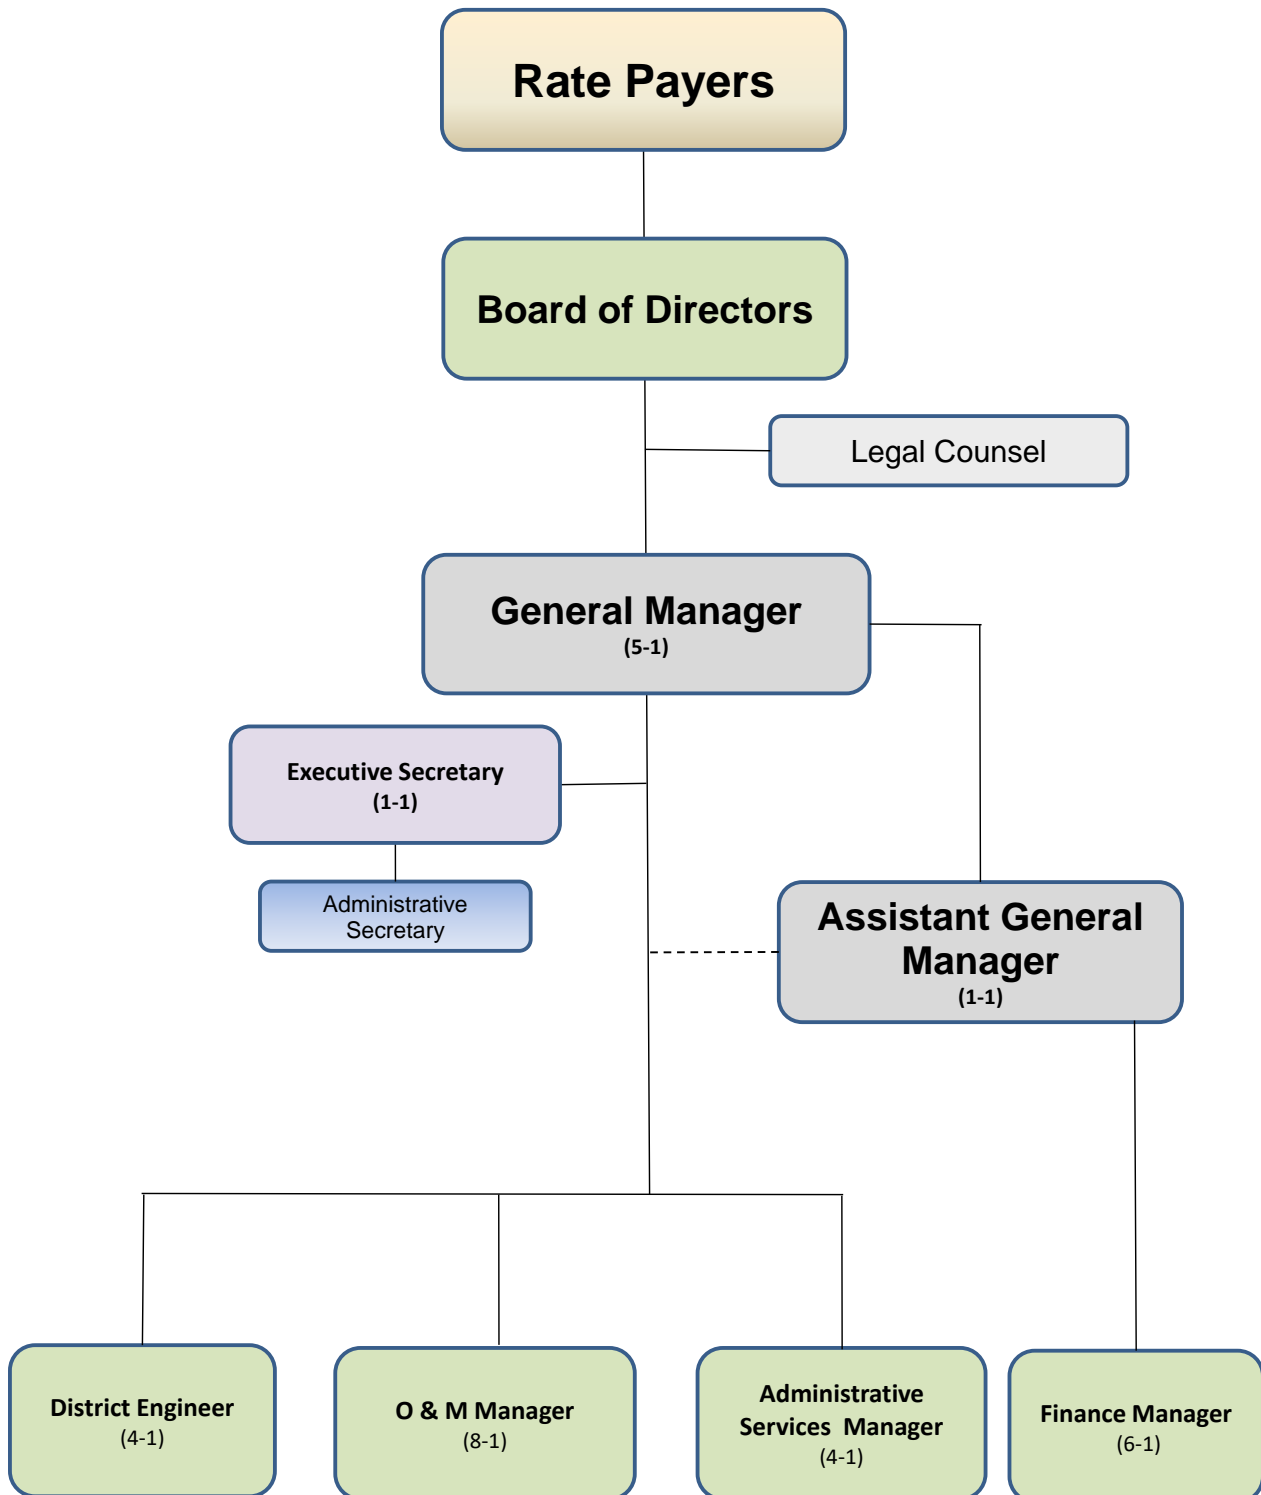 Rate Payers
Board of Directors
Legal Counsel
General Manager
(5-1)
Executive Secretary
(1-1)
Administrative
Secretary
Assistant General
Manager
(1-1)
District Engineer
(4-1)
O & M Manager
(8-1)
Administrative
Services  Manager
(4-1)
Finance Manager
(6-1)